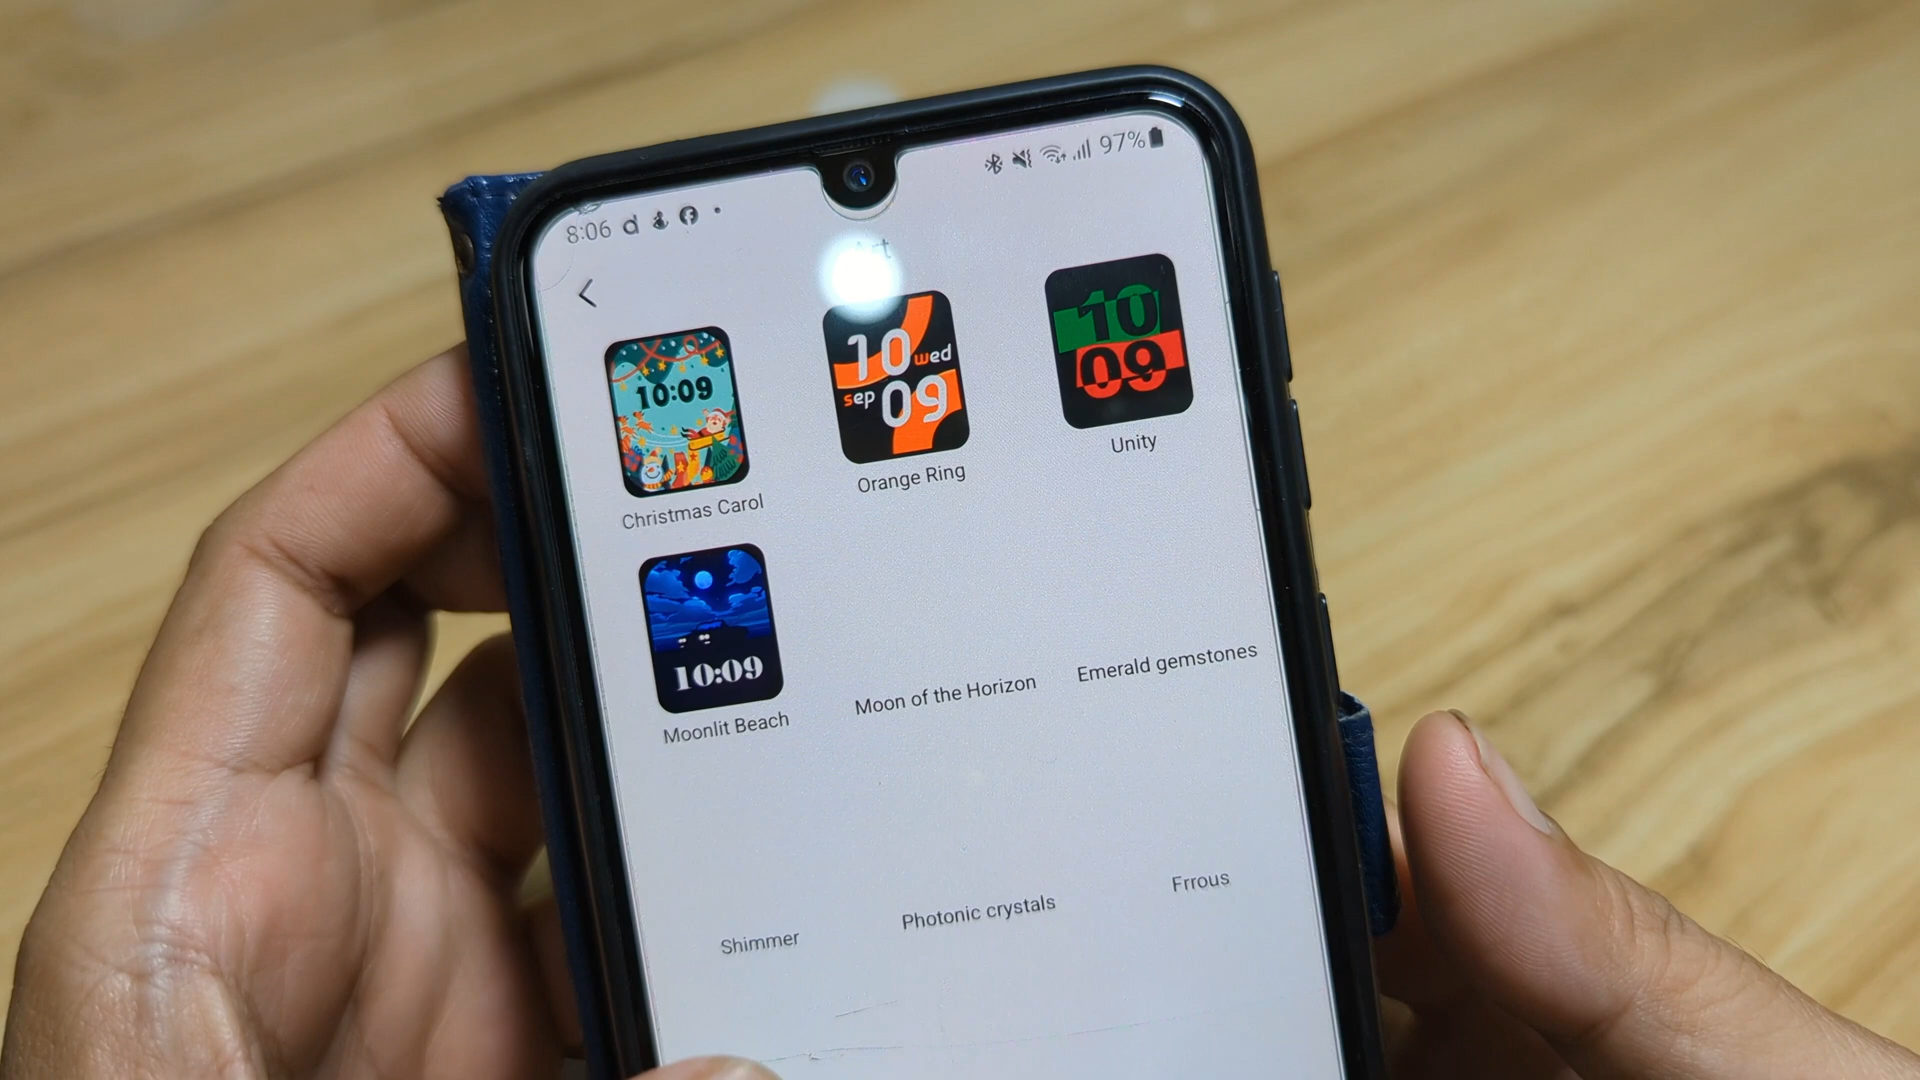 8:06
97%
10:09
10
wed
sep
09
10
09
Christmas Carol
Orange Ring
Unity
10:09
Moonlit Beach
Moon of the Horizon
Emerald gemstones
Shimmer
Photonic crystals
Frrous